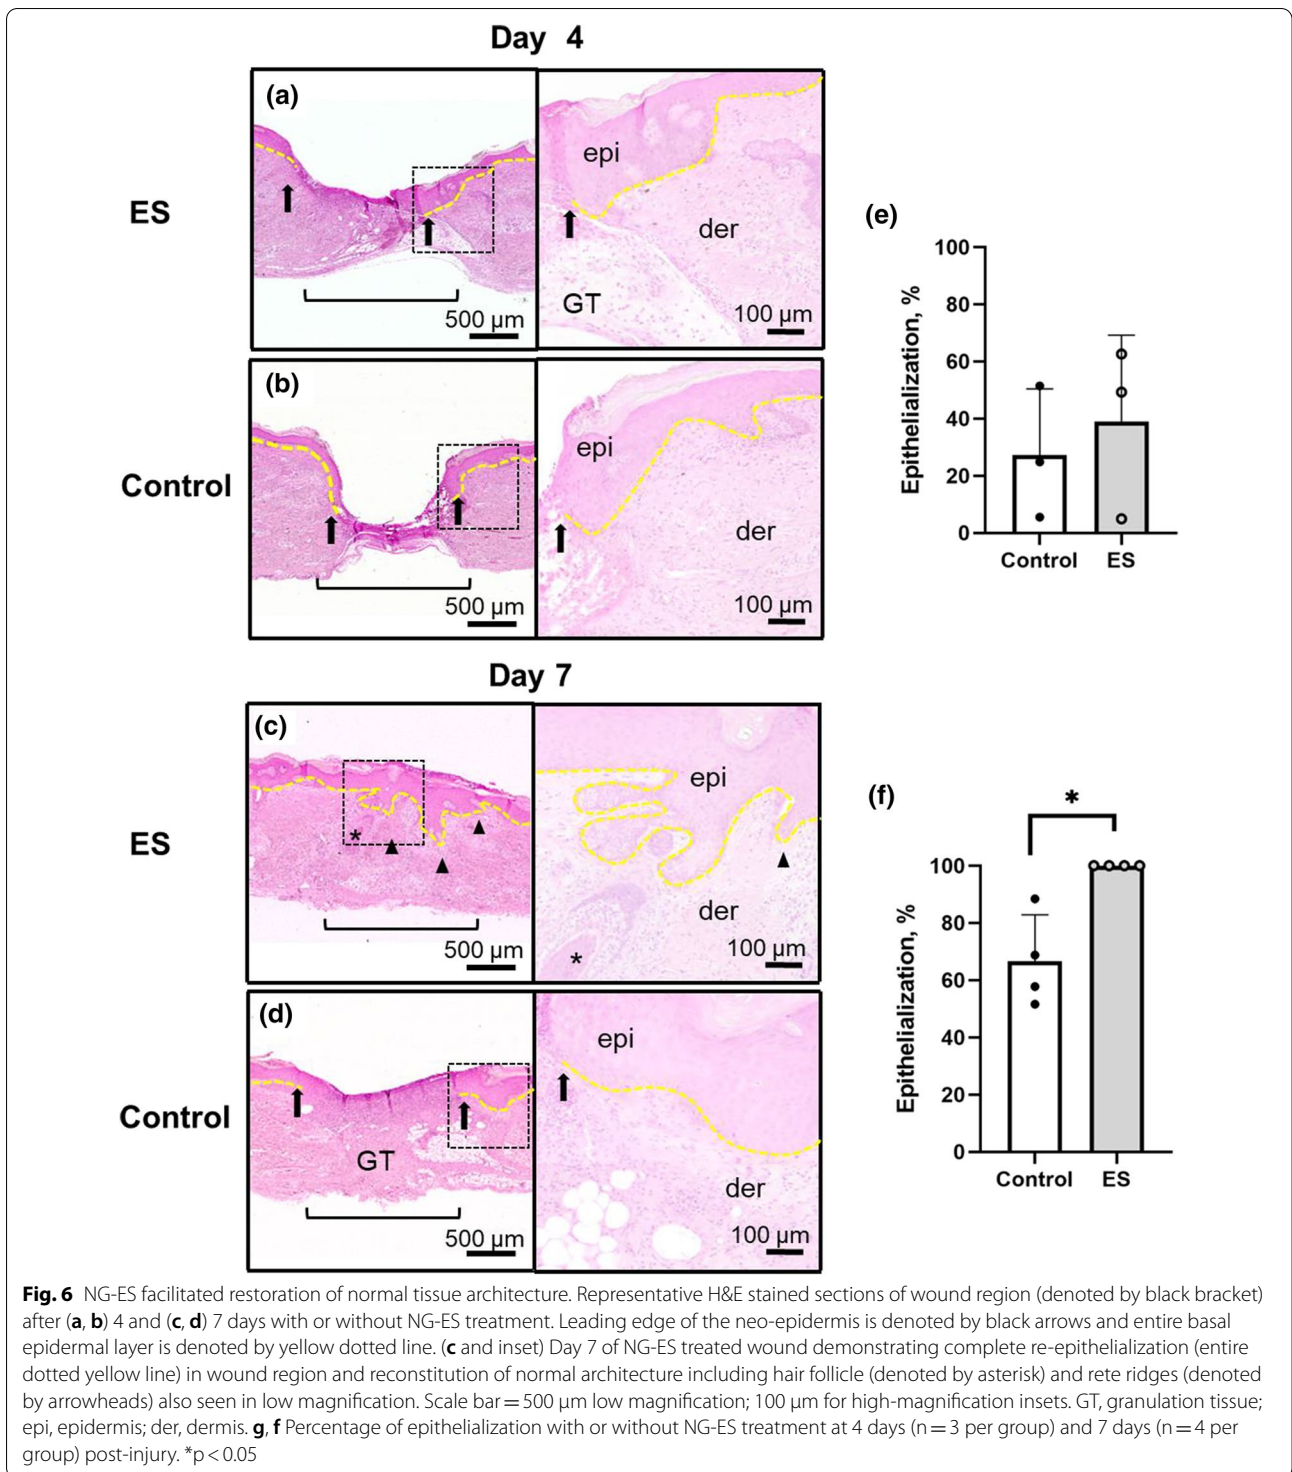 Day 4
ES
(a)
epi
der
GT
500 µm
100 µm
Control
(b)
epi
der
500 µm
100 µm
(e)
Epithelialization, %
100
80
60
40
20
0
Control ES
Day 7
ES
(c)
*
500 µm
epi
der
*
100 µm
Control
(d)
GT
500 µm
epi
der
100 µm
(f)
*
Epithelialization, %
100
80
60
40
20
0
Control ES
Fig. 6 NG-ES facilitated restoration of normal tissue architecture. Representative H&E stained sections of wound region (denoted by black bracket)
after (a, b) 4 and (c, d) 7 days with or without NG-ES treatment. Leading edge of the neo-epidermis is denoted by black arrows and entire basal
epidermal layer is denoted by yellow dotted line. (c and inset) Day 7 of NG-ES treated wound demonstrating complete re-epithelialization (entire
dotted yellow line) in wound region and reconstitution of normal architecture including hair follicle (denoted by asterisk) and rete ridges (denoted
by arrowheads) also seen in low magnification. Scale bar = 500 µm low magnification; 100 µm for high-magnification insets. GT, granulation tissue;
epi, epidermis; der, dermis. g, f Percentage of epithelialization with or without NG-ES treatment at 4 days (n = 3 per group) and 7 days (n = 4 per
group) post-injury. *p < 0.05